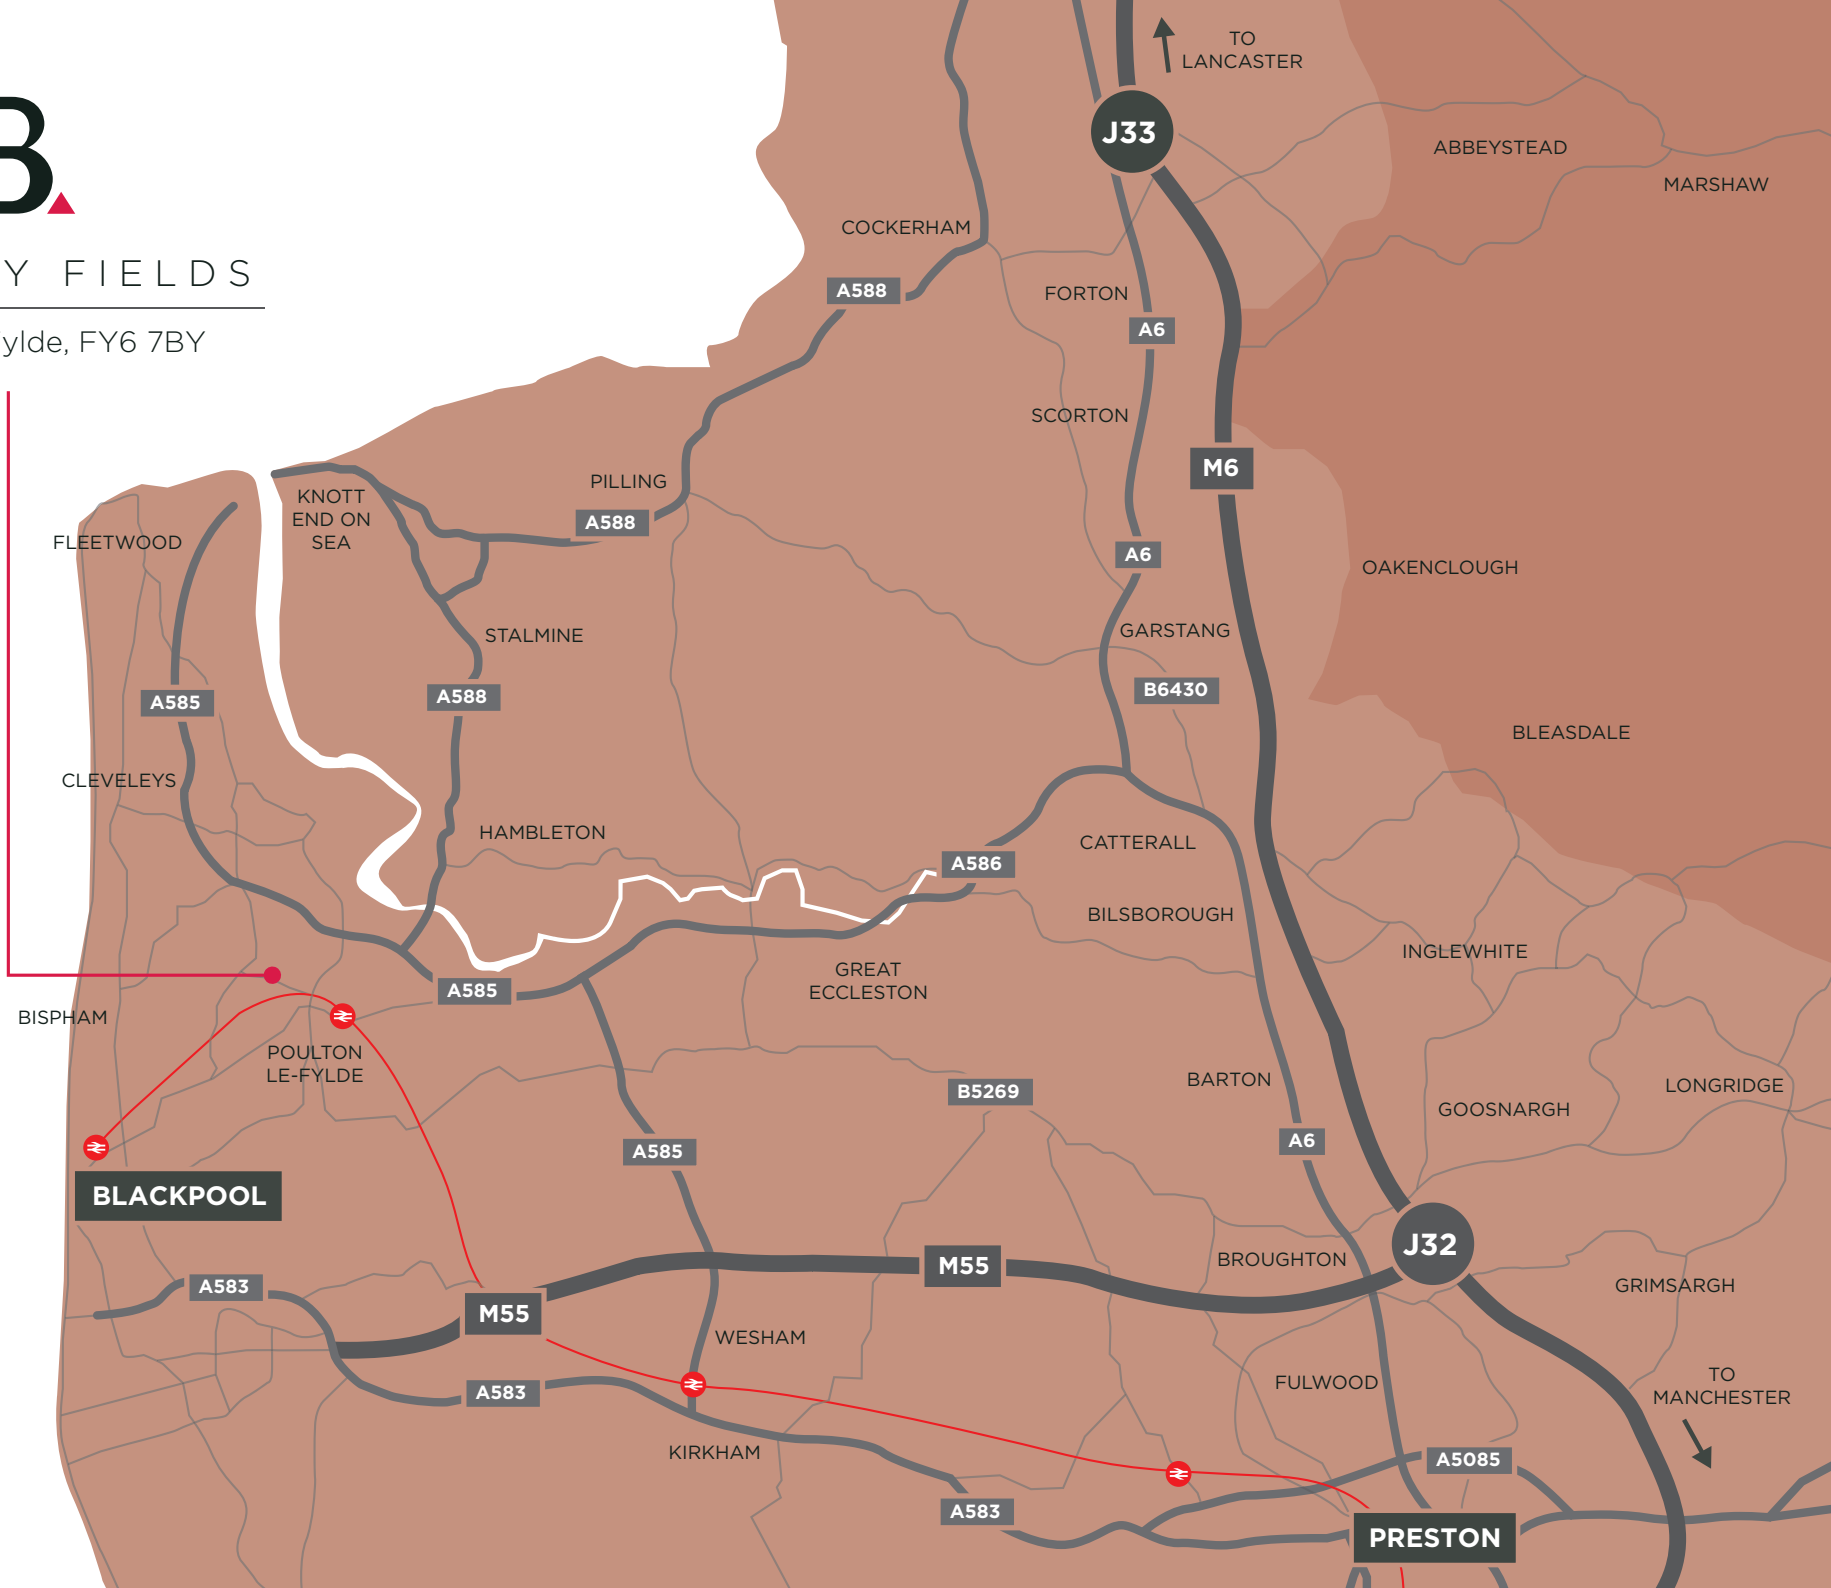 B.
Y FIELDS
ylde, FY6 7BY
TO
LANCASTER
J33
ABBEYSTEAD
MARSHAW
COCKERHAM
A588
FORTON
A6
SCORTON
M6
PILLING
A588
KNOTT
END ON
SEA
FLEETWOOD
A6
OAKENCLOUGH
GARSTANG
STALMINE
B6430
A588
A585
BLEASDALE
CLEVELEYS
HAMBLETON
CATTERALL
A586
BILSBOROUGH
INGLEWHITE
GREAT
ECCLESTON
A585
BISPHAM
POULTON
LE-FYLDE
BARTON
LONGRIDGE
B5269
GOOSNARGH
A6
A585
BLACKPOOL
J32
BROUGHTON
M55
A583
GRIMSARGH
M55
WESHAM
FULWOOD
TO
MANCHESTER
A583
KIRKHAM
A5085
A583
PRESTON